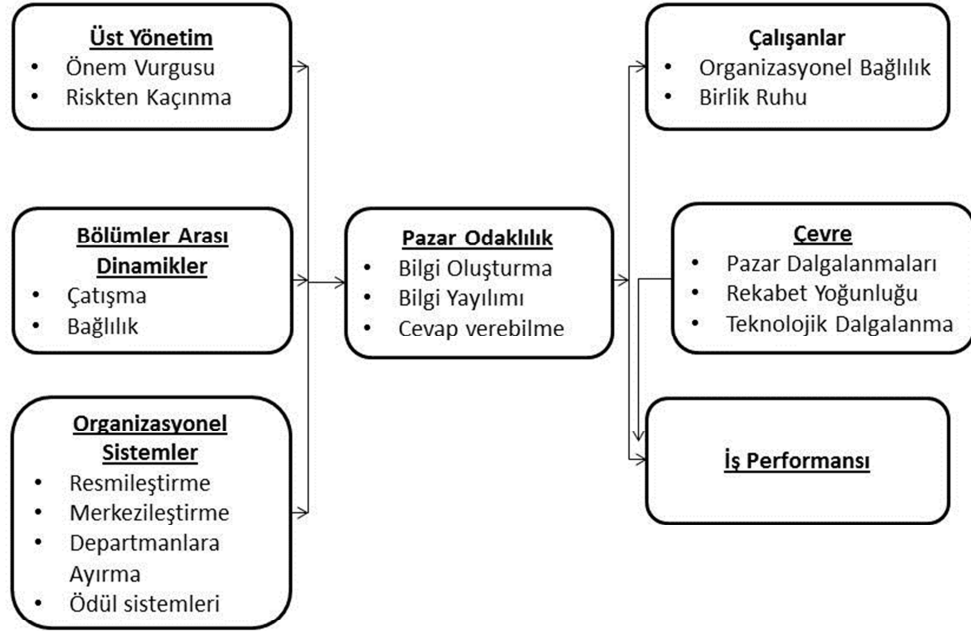 Üst Yönetim
• Önem Vurgusu
• Riskten Kaçınma
Bölümler Arası
Dinamikler
• Çatışma
• Bağlılık
Organizasyonel
Sistemler
• Resmileştirme
• Merkezileştirme
• Departmanlara
Ayırma
• Ödül sistemleri
Pazar Odaklılık
• Bilgi Oluşturma
• Bilgi Yayılımı
• Cevap verebilme
Çalışanlar
• Organizasyonel Bağlılık
• Birlik Ruhu
Çevre
• Pazar Dalgalanmaları
• Rekabet Yoğunluğu
• Teknolojik Dalgalanma
İş Performansı